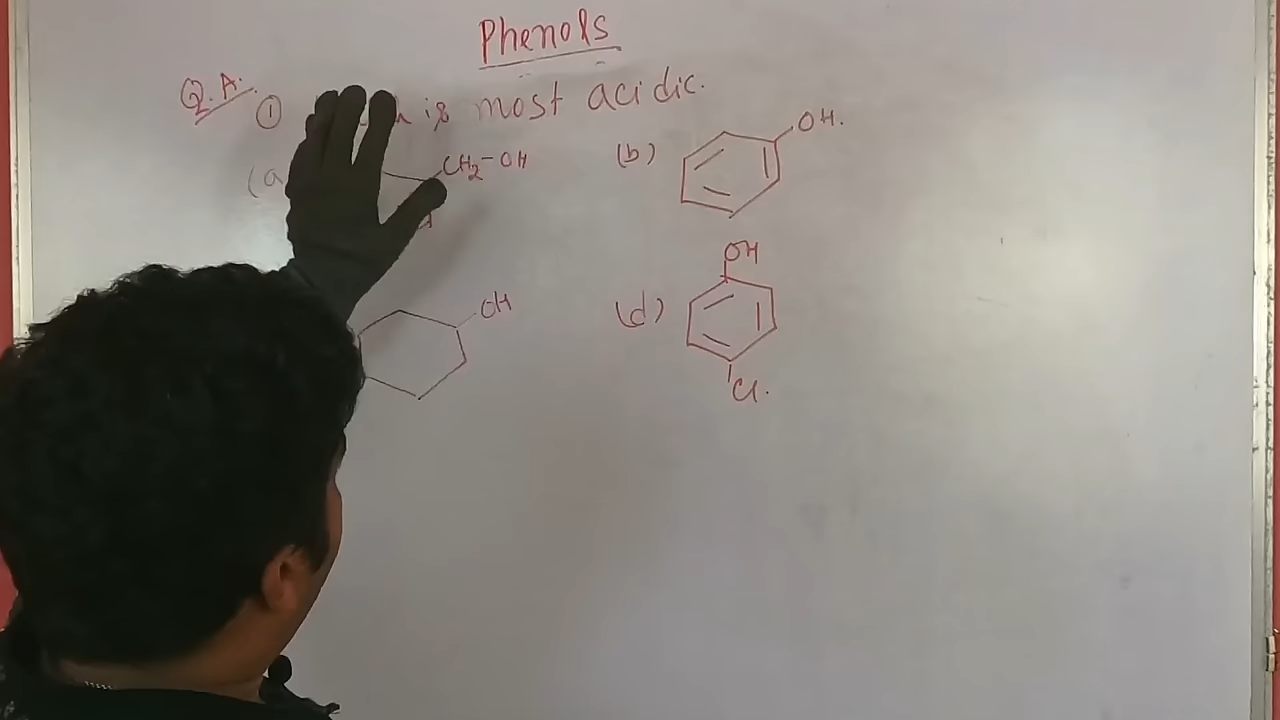 Phenols
Q.A. ① is most acidic.
(a CH₂-OH (b) OH.
OH
OH (d)
Cl.